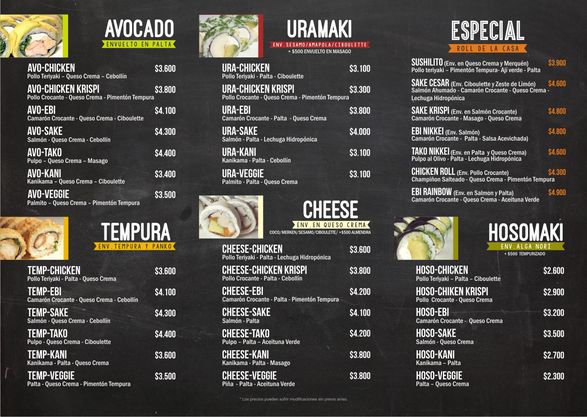 AVOCADO
ENVUELTO EN PALTA
AVO-CHICKEN $3.600
Pollo Teriyaki - Queso Crema - Cebollín
AVO-CHICKEN KRISPI $3.800
Pollo Crocante - Queso Crema - Pimentón Tempura
AVO-EBI $4.100
Camarón Crocante - Queso Crema - Ciboulette
AVO-SAKE $4.300
Salmón - Queso Crema - Cebollín
AVO-TAKO $4.400
Pulpo - Queso Crema – Masago
AVO-KANI $3.400
Kanikama – Queso Crema – Ciboulette
AVO-VEGGIE $3.500
Palmito – Queso Crema – Pimentón Tempura
TEMPURA
ENV. TEMPURA Y PANKO
TEMP-CHICKEN $3.600
Pollo Teriyaki - Palta - Queso Crema
TEMP-EBI $4.100
Camarón Crocante - Queso Crema - Cebollín
TEMP-SAKE $4.300
Salmón - Queso Crema - Cebollín
TEMP-TAKO $4.400
Pulpo - Queso Crema - Cebollín
TEMP-KANI $3.600
Kanikama - Palta - Queso Crema
TEMP-VEGGIE $3.500
Palta - Queso Crema - Pimentón Tempura
URAMAKI
ENV. SESAMO/AMAPOLA/CIBOULETTE
+ $500 ENVUELTO EN MASAGO
URA-CHICKEN $3.100
Pollo Teriyaki - Palta - Ciboulette
URA-CHICKEN KRISPI $3.300
Pollo Crocante - Palta - Queso Crema
URA-EBI $3.800
Camarón Crocante - Palta - Queso Crema
URA-SAKE $4.000
Salmón - Palta - Lechuga Hidropónica
URA-KANI $3.100
Kanikama - Palta - Cebollín
URA-VEGGIE $3.100
Palmito - Palta - Queso Crema
CHEESE
ENV EN QUESO CREMA
COCO/MERKEN/SESAMO/CIBOULETTE/ +$500 ALMENDRA
CHEESE-CHICKEN $3.600
Pollo Teriyaki - Palta - Lechuga Hidropónica
CHEESE-CHICKEN KRISPI $3.800
Pollo Crocante - Palta - Cebollín
CHEESE-EBI $4.200
Camarón Crocante - Palta - Pimentón Tempura
CHEESE-SAKE $4.100
Salmón - Palta
CHEESE-TAKO $4.200
Pulpo – Palta – Aceituna Verde
CHEESE-KANI $3.800
Kanikama - Palta - Masago
CHEESE-VEGGIE $3.800
Piña - Palta - Aceituna Verde
* Los precios pueden sufrir modificaciones sin previo aviso.
ESPECIAL
ROLL DE LA CASA
SUSHILITO (Env. en Queso Crema y Merquén) $3.900
Pollo teriyaki - Pimentón Tempura- Aji verde - Palta
SAKE CESAR (Env. Ciboulette y Zeste de Limón) $4.600
Salmón Ahumado - Camarón Crocante - Queso Crema -
Lechuga Hidropónica
SAKE KRISPI (Env. en Salmón Crocante) $4.800
Camarón Crocante - Masago - Queso Crema
EBI NIKKEI (Env. Salmón) $4.800
Camarón Crocante - Palta - Salsa Acevichada)
TAKO NIKKEI (Env. en Palta y Queso Crema) $4.600
Pulpo al Olivo - Palta - Lechuga Hidropónica
CHICKEN ROLL (Env. Pollo Crocante) $4.300
Champiñon Salteado - Queso Crema - Pimentón Tempura
EBI RAINBOW (Env. en Salmon y Palta) $4.900
Camarón Crocante - Queso Crema - Aceituna Verde
HOSOMAKI
ENV. ALGA NORI
+ $500 TEMPURIZADO
HOSO-CHICKEN $2.600
Pollo Teriyaki – Palta – Ciboulette
HOSO-CHIKEN KRISPI $2.900
Pollo Crocante - Queso Crema
HOSO-EBI $3.200
Camarón Crocante – Queso Crema
HOSO-SAKE $3.500
Salmón - Palta
HOSO-KANI $2.700
Kanikama – Palta
HOSO-VEGGIE $2.300
Palta – Queso Crema